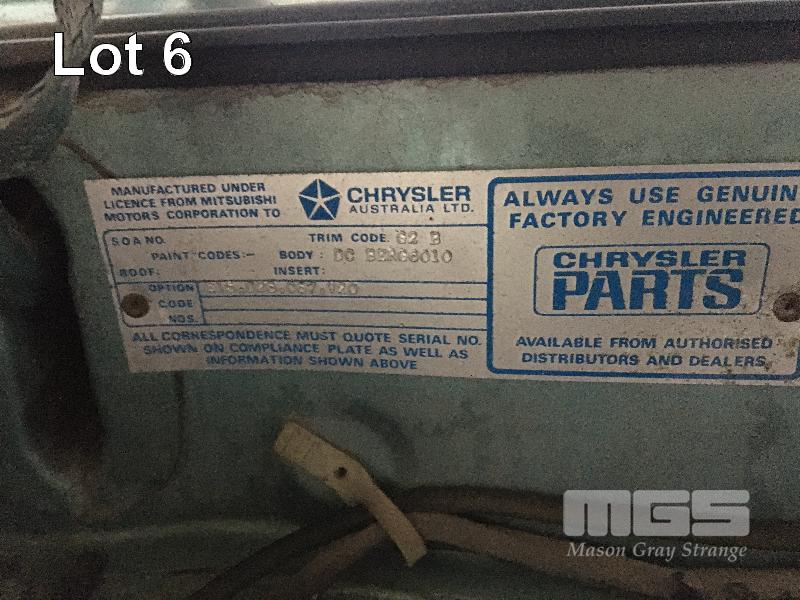 Lot 6
MANUFACTURED UNDER
LICENCE FROM MITSUBISHI
MOTORS CORPORATION TO
CHRYSLER
AUSTRALIA LTD.
SOA NO.
TRIM CODE 62 B
PAINT CODES:- BODY: DC
ROOF: INSERT:
OPTION
CODE
NOS.
ALL CORRESPONDENCE MUST QUOTE SERIAL NO.
SHOWN ON COMPLIANCE PLATE AS WELL AS
INFORMATION SHOWN ABOVE
ALWAYS USE GENUIN
FACTORY ENGINEERED
CHRYSLER
PARTS
AVAILABLE FROM AUTHORISED
DISTRIBUTORS AND DEALERS
MGS
Mason Gray Strange